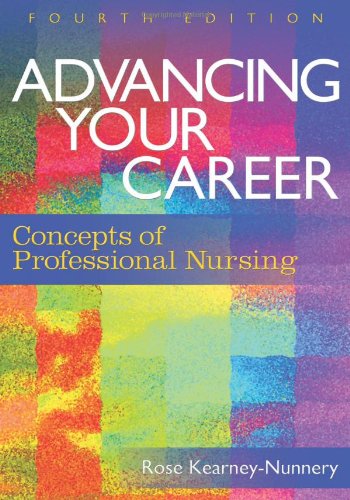 FOURTH EDITION
ADVANCING
YOUR
CAREER
Concepts of
Professional Nursing
Rose Kearney-Nunnery